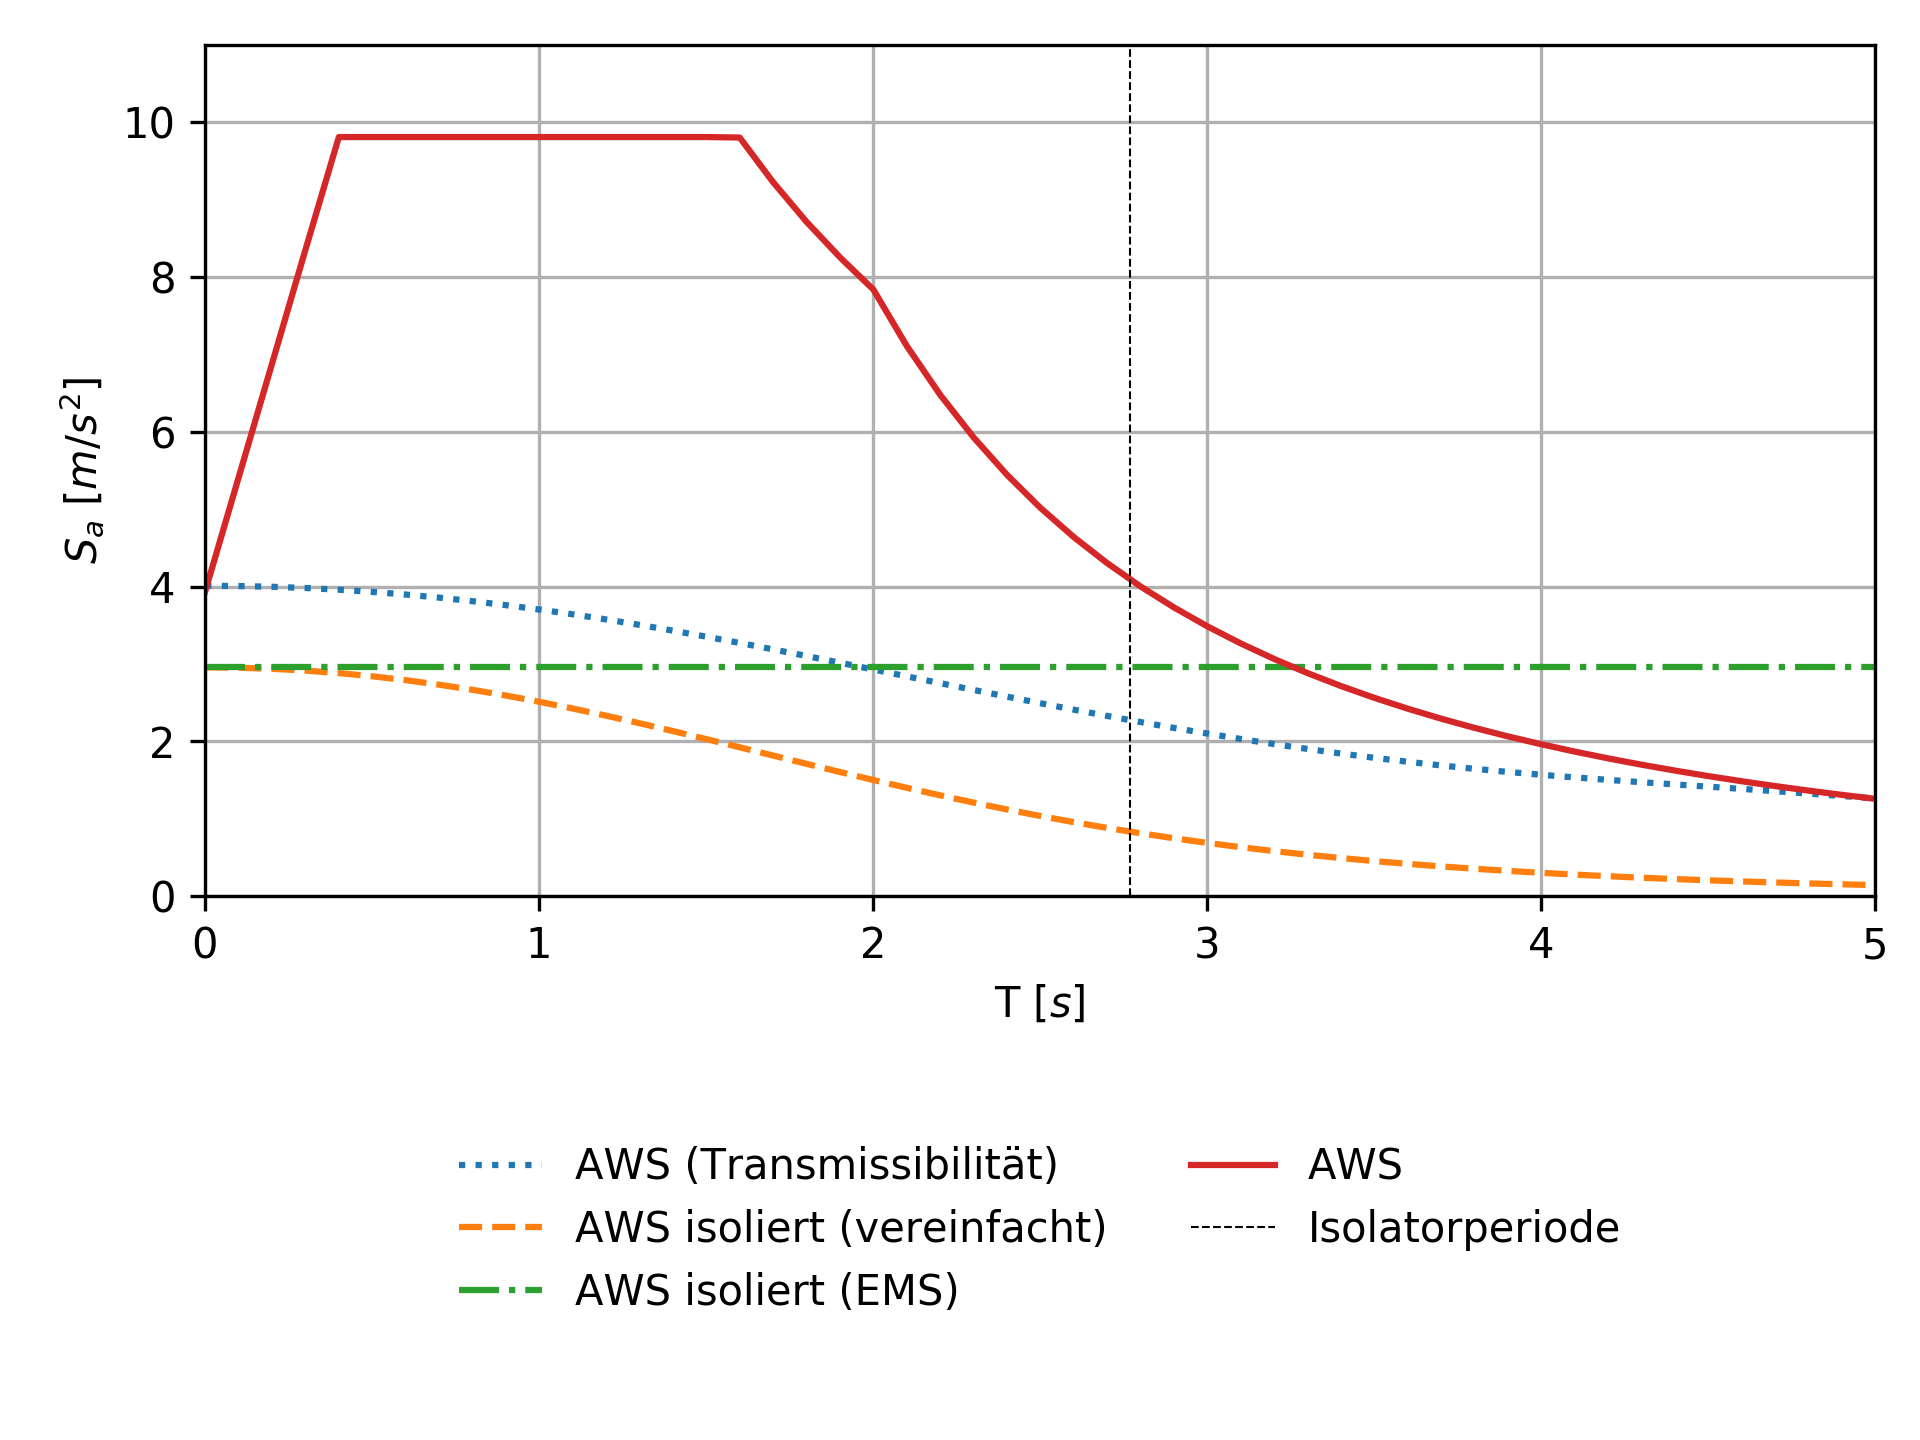 10
8
6
4
2
0
S_a [m/s²]
0 1 2 3 4 5
T [s]
AWS (Transmissibilität)
AWS isoliert (vereinfacht)
AWS isoliert (EMS)
AWS
Isolatorperiode